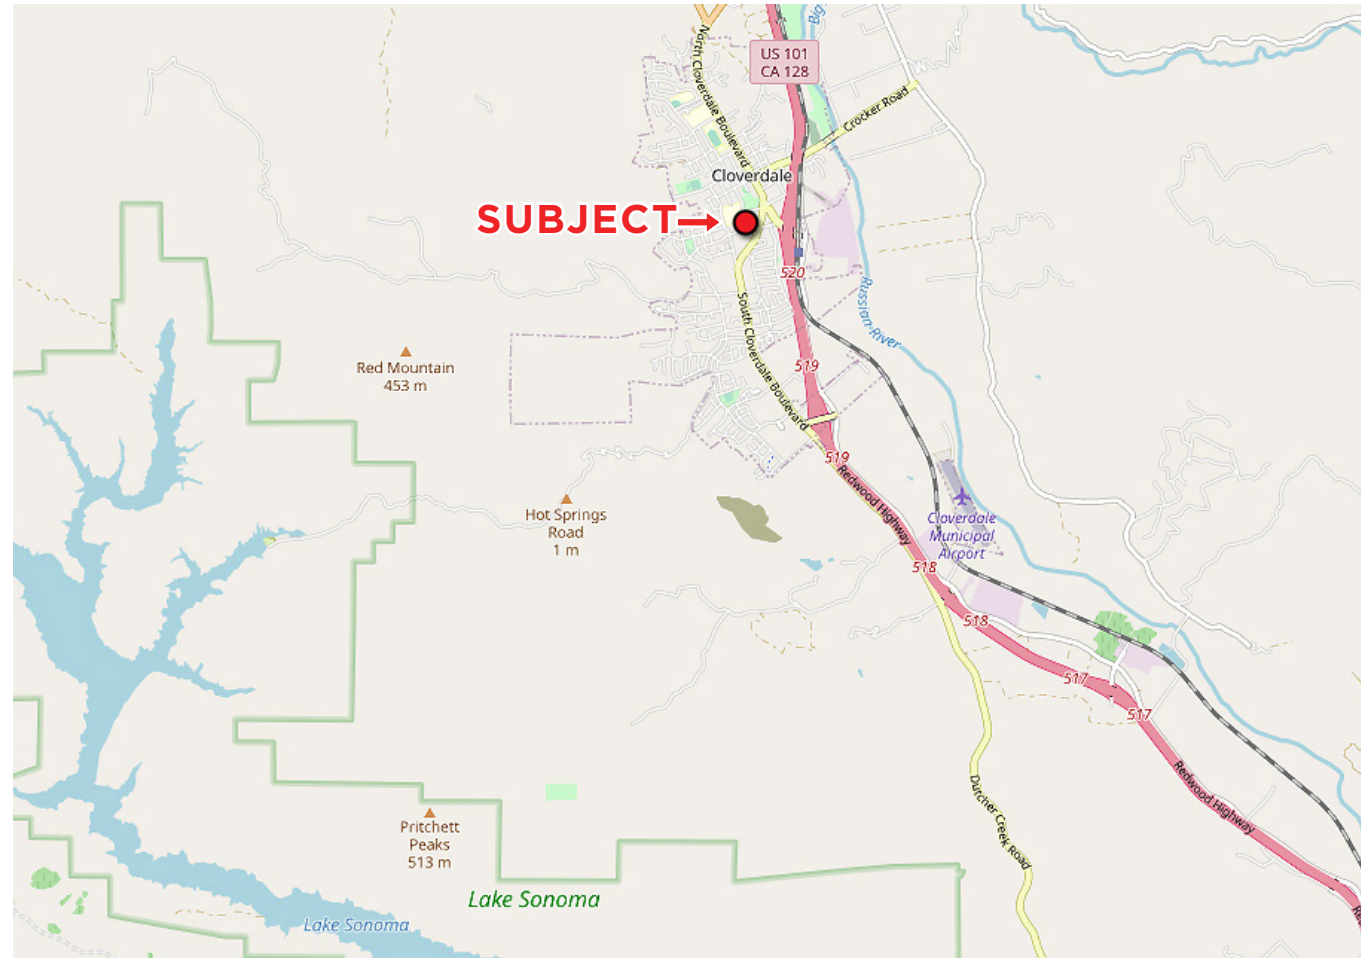 Big
North Cloverdale Boulevard
US 101
CA 128
Crocker Road
Cloverdale
SUBJECT
520
Russian River
South Cloverdale Boulevard
519
Red Mountain
453 m
519
Redwood Highway
Hot Springs
Road
1 m
Cloverdale
Municipal
Airport
518
518
517
517
Redwood Highway
Dutcher Creek Road
Pritchett
Peaks
513 m
Lake Sonoma
Lake Sonoma